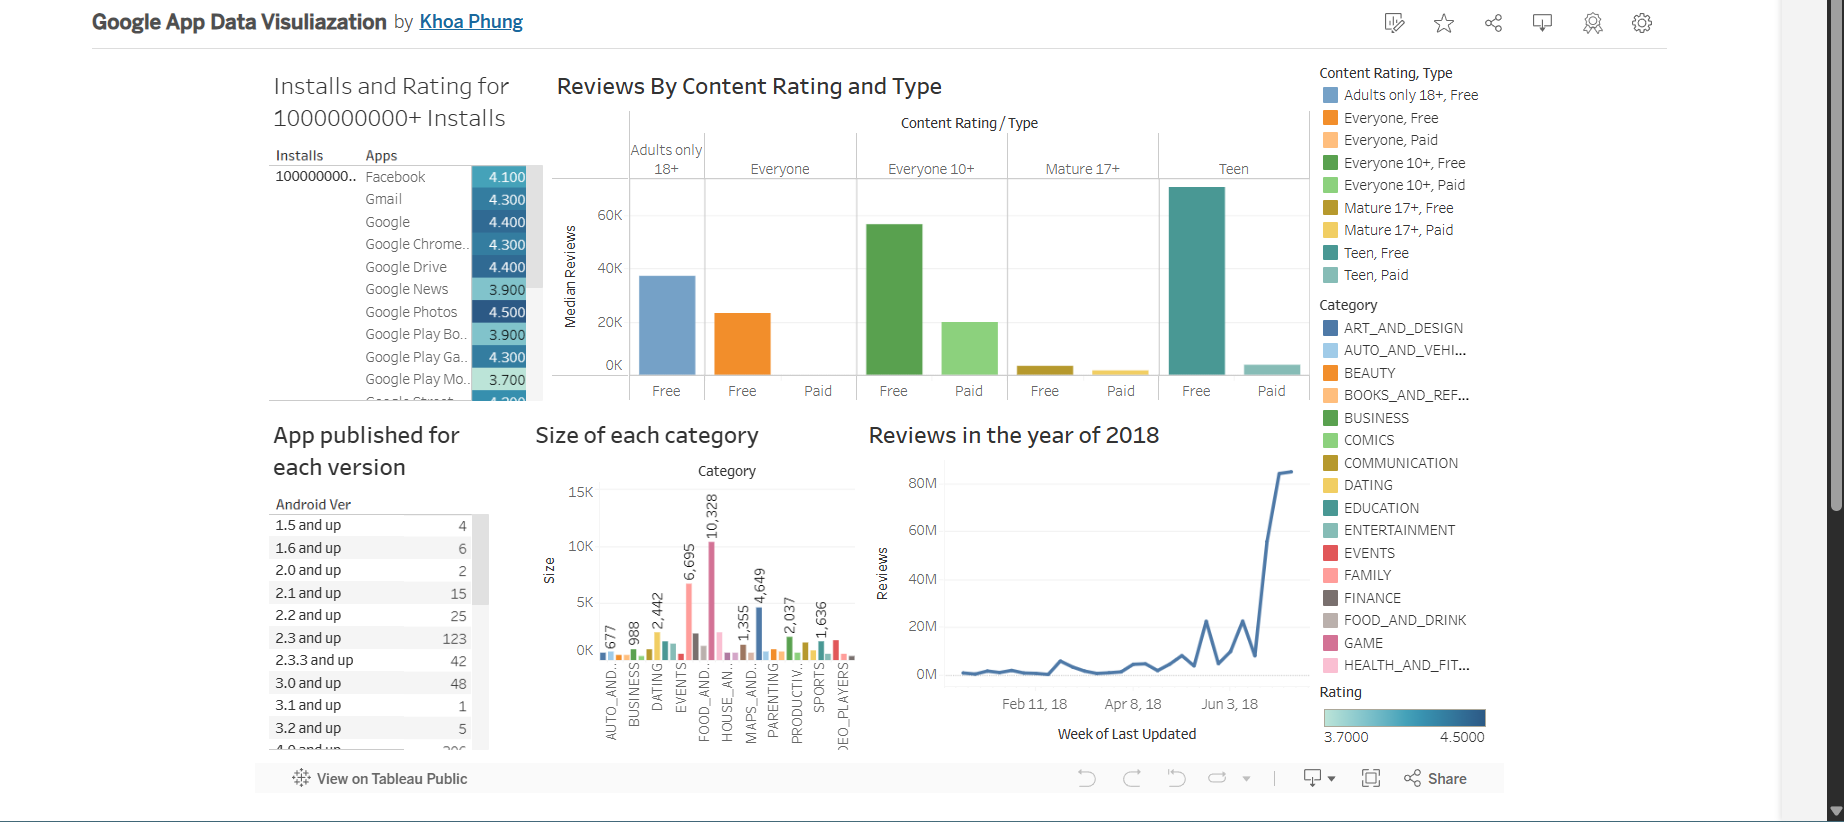 Google App Data Visuliazation by Khoa Phung
Installs and Rating for
1000000000+ Installs
Installs Apps
100000000.. Facebook 4.100
Gmail 4.300
Google 4.400
Google Chrome.. 4.300
Google Drive 4.400
Google News 3.900
Google Photos 4.500
Google Play Bo.. 3.900
Google Play Ga.. 4.300
Google Play Mo.. 3.700
Reviews By Content Rating and Type
Content Rating / Type
Adults only
18+ Everyone Everyone 10+ Mature 17+ Teen
Median Reviews
60K
40K
20K
0K
Free Free Paid Free Paid Free Paid Free Paid
Content Rating, Type
Adults only 18+, Free
Everyone, Free
Everyone, Paid
Everyone 10+, Free
Everyone 10+, Paid
Mature 17+, Free
Mature 17+, Paid
Teen, Free
Teen, Paid
Category
ART_AND_DESIGN
AUTO_AND_VEHI...
BEAUTY
BOOKS_AND_REF...
BUSINESS
COMICS
COMMUNICATION
DATING
EDUCATION
ENTERTAINMENT
EVENTS
FAMILY
FINANCE
FOOD_AND_DRINK
GAME
HEALTH_AND_FIT...
Rating
3.7000 4.5000
App published for
each version
Android Ver
1.5 and up 4
1.6 and up 6
2.0 and up 2
2.1 and up 15
2.2 and up 25
2.3 and up 123
2.3.3 and up 42
3.0 and up 48
3.1 and up 1
3.2 and up 5
Size of each category
Category
Size
15K
10K
5K
0K
677
988
2,442
6,695
10,328
1,355
4,649
2,037
1,636
AUTO_AND..
BUSINESS
DATING
EVENTS
FOOD_AND..
HOUSE_AN..
MAPS_AND..
PARENTING
PRODUCTIV..
SPORTS
DEO_PLAYERS
Reviews in the year of 2018
Reviews
80M
60M
40M
20M
0M
Feb 11, 18 Apr 8, 18 Jun 3, 18
Week of Last Updated
View on Tableau Public Share